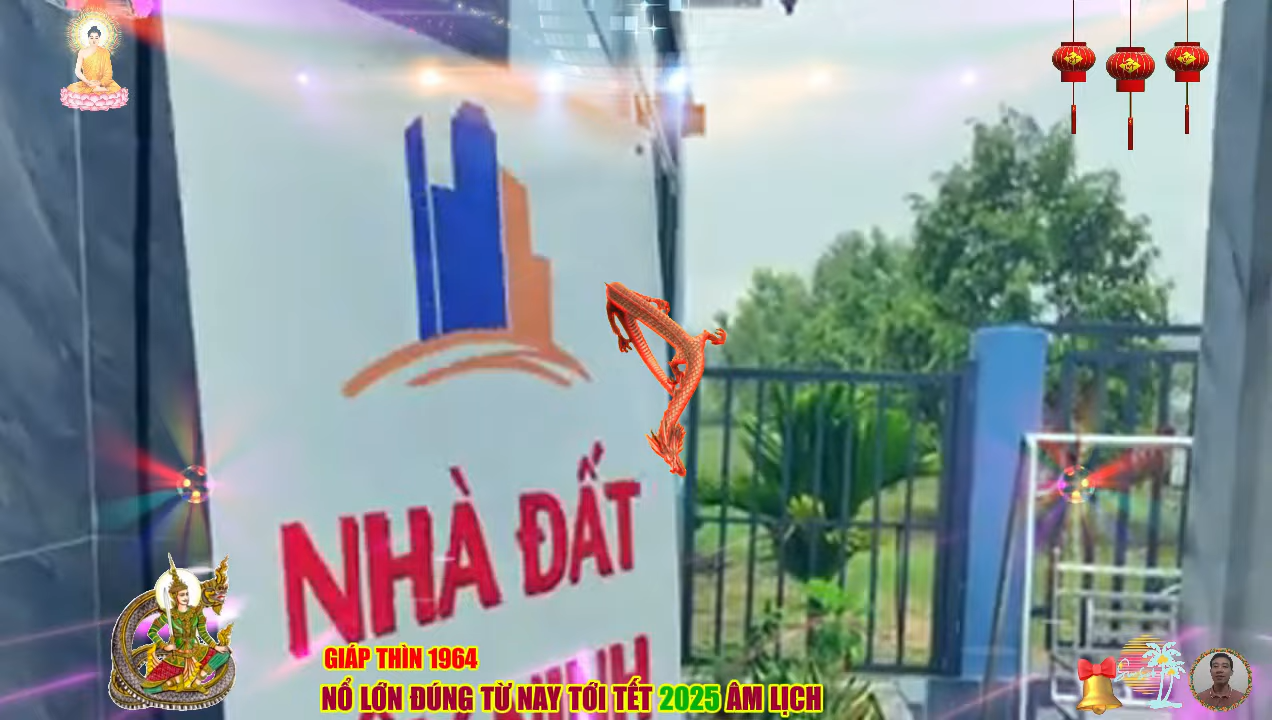 NHÀ ĐẤT
GIÁP THÌN 1964
NỔ LỚN ĐÚNG TỪ NAY TỚI TẾT 2025 ÂM LỊCH